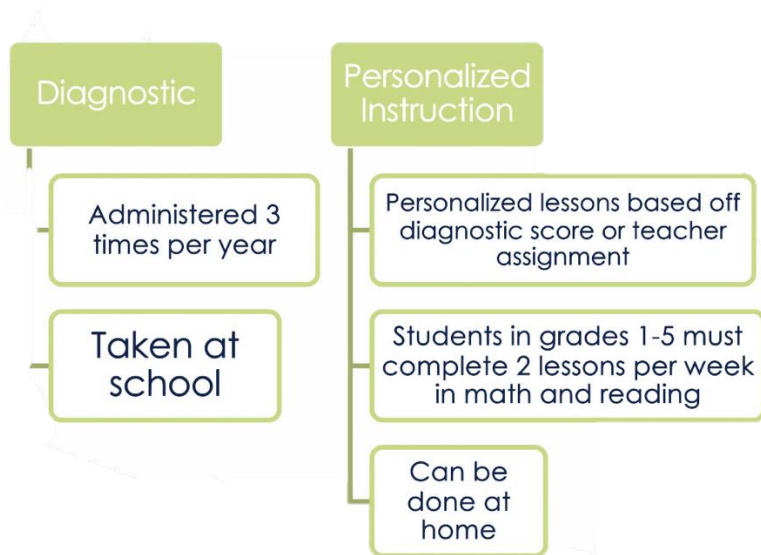 Diagnostic
Administered 3
times per year
Taken at
school
Personalized
Instruction
Personalized lessons based off
diagnostic score or teacher
assignment
Students in grades 1-5 must
complete 2 lessons per week
in math and reading
Can be
done at
home